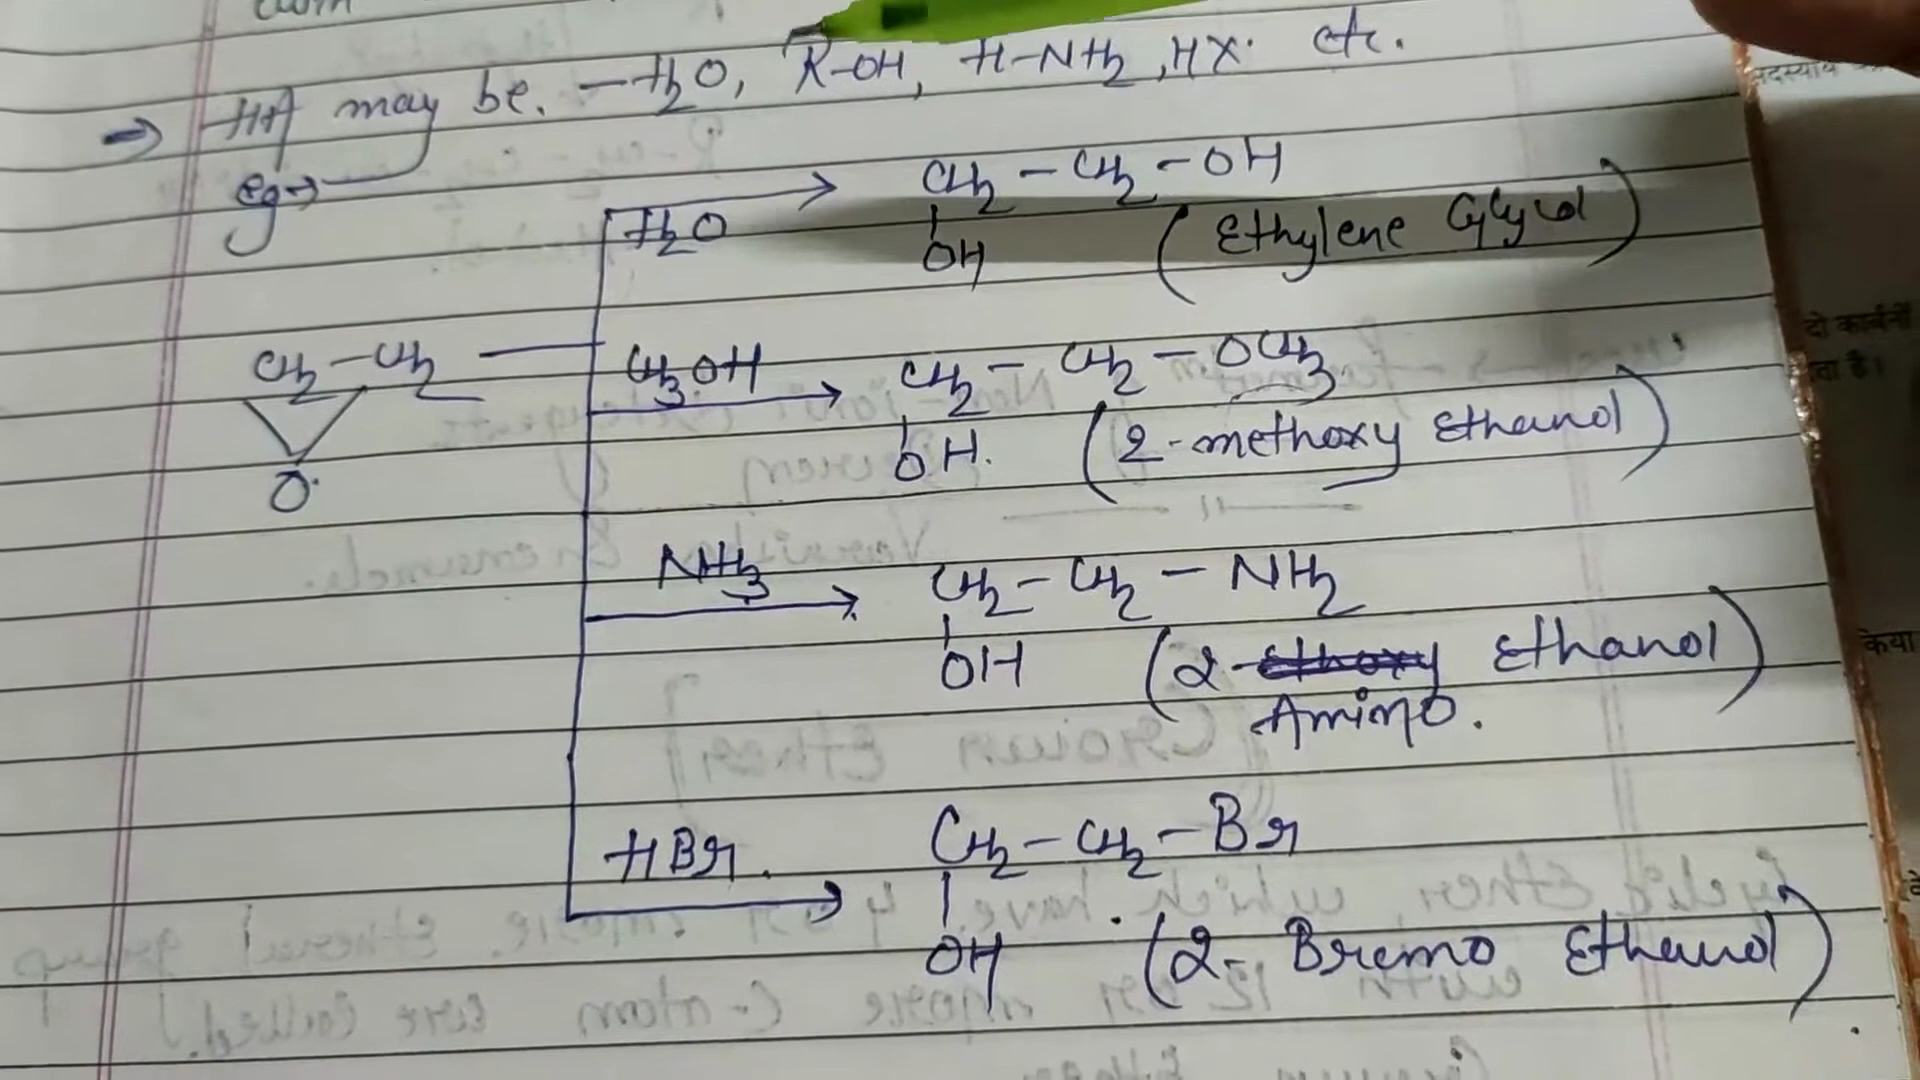 → HA may be. – H₂O, R–OH, H–NH₂, HX. etc.
eg→
H₂O → CH₂ – CH₂ – OH
OH (Ethylene Glycol)
CH₂ – CH₂
O.
CH₃OH → CH₂ – CH₂ – OCH₃
OH. (2-methoxy Ethanol)
NH₃ → CH₂ – CH₂ – NH₂
OH (2-Ethoxy Ethanol)
Amino.
HBr. → CH₂ – CH₂ – Br
OH (2- Bromo Ethanol)